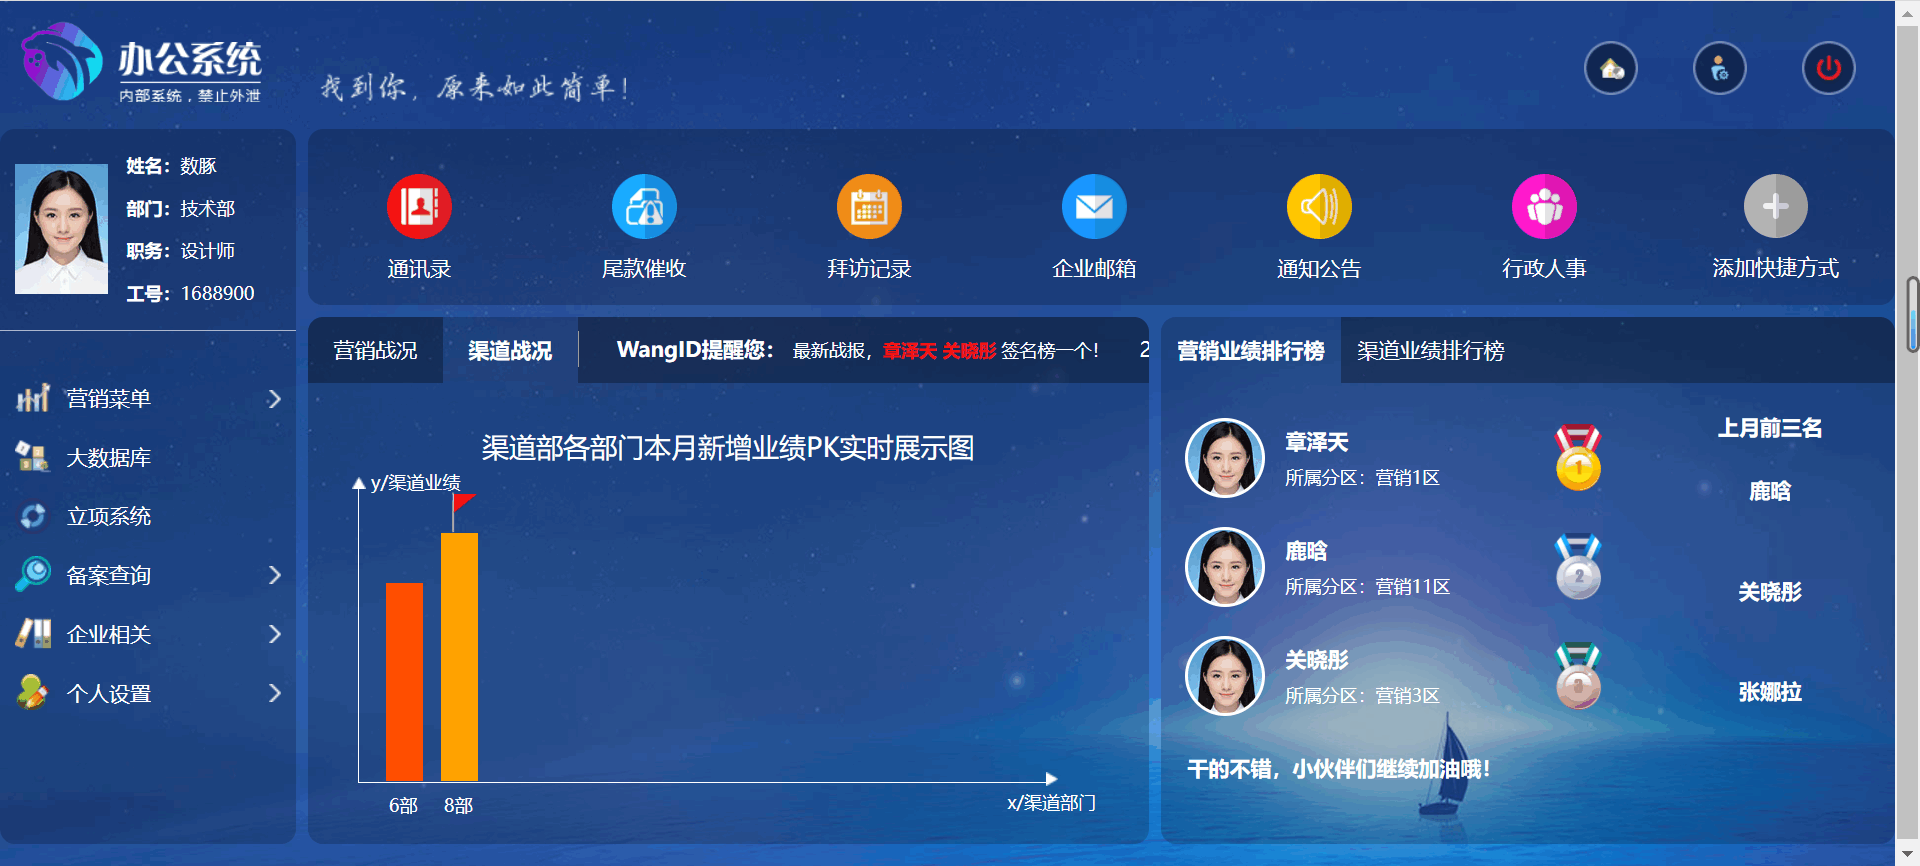 办公系统
内部系统，禁止外泄
找到你，原来如此简单！
姓名：数豚
部门：技术部
职务：设计师
工号：1688900
通讯录
尾款催收
拜访记录
企业邮箱
通知公告
行政人事
添加快捷方式
营销菜单
大数据库
立项系统
备案查询
企业相关
个人设置
营销战况
渠道战况
WangID提醒您： 最新战报，章泽天 关晓彤 签名榜一个！ 2
渠道部各部门本月新增业绩PK实时展示图
y/渠道业绩
6部
8部
x/渠道部门
营销业绩排行榜
渠道业绩排行榜
章泽天
所属分区：营销1区
1
鹿晗
所属分区：营销11区
2
关晓彤
所属分区：营销3区
3
上月前三名
鹿晗
关晓彤
张娜拉
干的不错，小伙伴们继续加油哦！